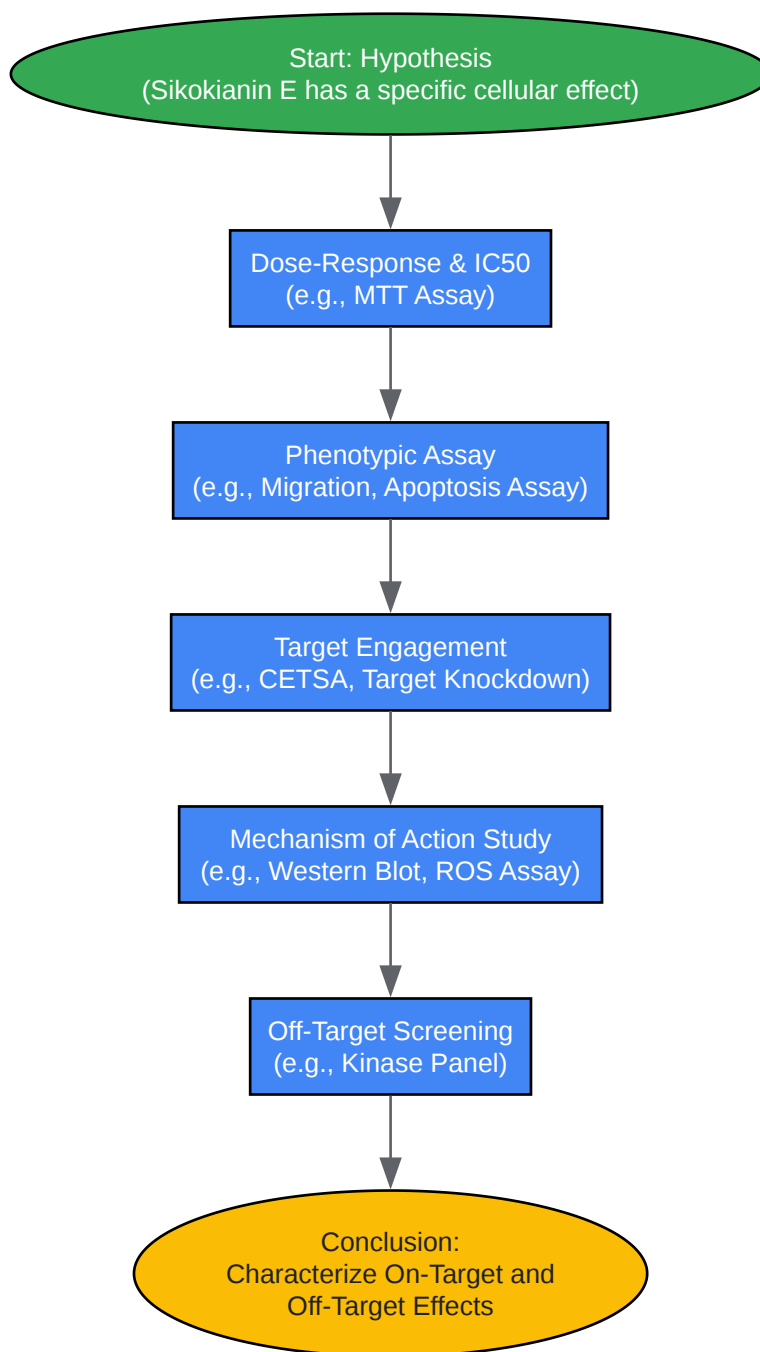 Start: Hypothesis
(Sikokianin E has a specific cellular effect)
Dose-Response & IC50
(e.g., MTT Assay)
Phenotypic Assay
(e.g., Migration, Apoptosis Assay)
Target Engagement
(e.g., CETSA, Target Knockdown)
Mechanism of Action Study
(e.g., Western Blot, ROS Assay)
Off-Target Screening
(e.g., Kinase Panel)
Conclusion:
Characterize On-Target and
Off-Target Effects